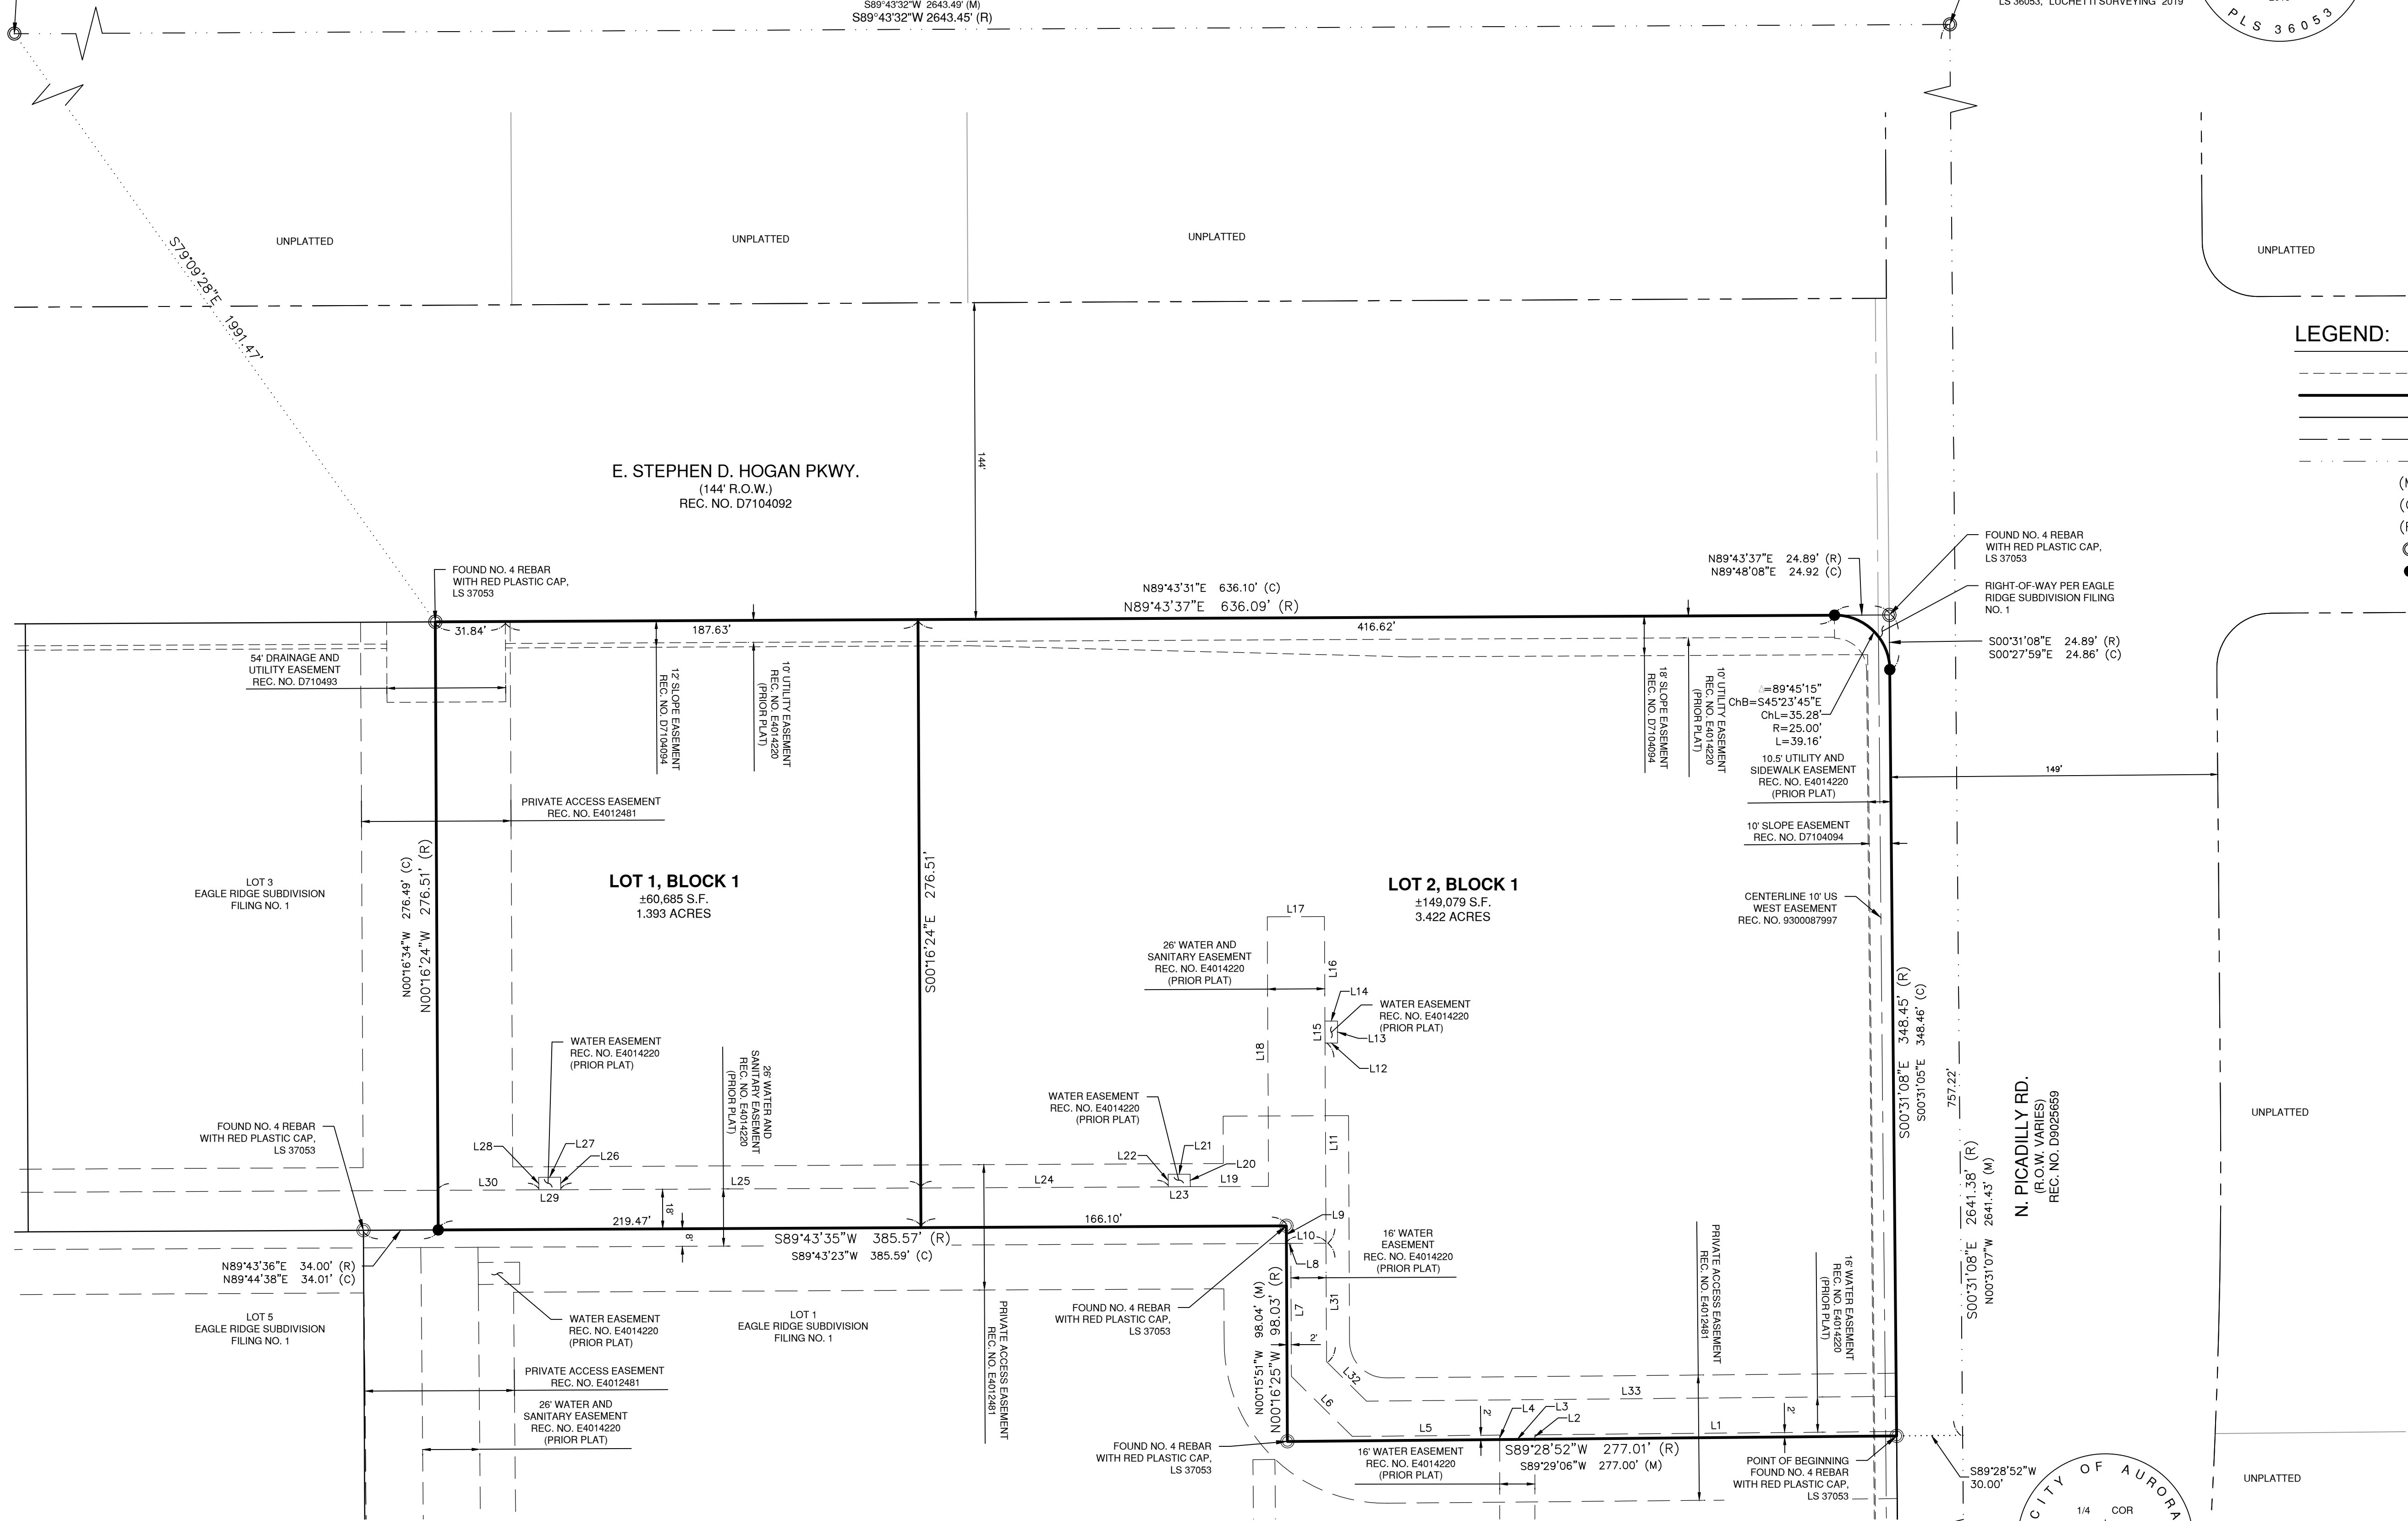 S89°43'32"W 2643.49' (M)
S89°43'32"W 2643.45' (R)
LS 36053, "LUCHETTI SURVEYING" 2019
PLS 36053
UNPLATTED
UNPLATTED
UNPLATTED
UNPLATTED
S79°09'28"E 1991.47'
LEGEND:
144'
E. STEPHEN D. HOGAN PKWY.
(144' R.O.W.)
REC. NO. D7104092
FOUND NO. 4 REBAR
WITH RED PLASTIC CAP,
LS 37053
N89°43'31"E 636.10' (C)
N89°43'37"E 636.09' (R)
N89°43'37"E 24.89' (R)
N89°48'08"E 24.92 (C)
FOUND NO. 4 REBAR
WITH RED PLASTIC CAP,
LS 37053
RIGHT-OF-WAY PER EAGLE
RIDGE SUBDIVISION FILING
NO. 1
S00°31'08"E 24.89' (R)
S00°27'59"E 24.86' (C)
31.84'
187.63'
416.62'
54' DRAINAGE AND
UTILITY EASEMENT
REC. NO. D710493
12' SLOPE EASEMENT
REC. NO. D7104094
10' UTILITY EASEMENT
REC. NO. E4014220
(PRIOR PLAT)
18' SLOPE EASEMENT
REC. NO. D7104094
10' UTILITY EASEMENT
REC. NO. E4014220
(PRIOR PLAT)
Δ=89°45'15"
ChB=S45°23'45"E
ChL=35.28'
R=25.00'
L=39.16'
10.5' UTILITY AND
SIDEWALK EASEMENT
REC. NO. E4014220
(PRIOR PLAT)
149'
10' SLOPE EASEMENT
REC. NO. D7104094
PRIVATE ACCESS EASEMENT
REC. NO. E4012481
N00°16'34"W 276.49' (C)
N00°16'24"W 276.51' (R)
LOT 3
EAGLE RIDGE SUBDIVISION
FILING NO. 1
LOT 1, BLOCK 1
±60,685 S.F.
1.393 ACRES
S00°16'24"E 276.51'
LOT 2, BLOCK 1
±149,079 S.F.
3.422 ACRES
CENTERLINE 10' US
WEST EASEMENT
REC. NO. 9300087997
L17
26' WATER AND
SANITARY EASEMENT
REC. NO. E4014220
(PRIOR PLAT)
L16
L14
WATER EASEMENT
REC. NO. E4014220
(PRIOR PLAT)
L15
L13
L12
L18
S00°31'08"E 348.45' (R)
S00°31'05"E 348.46' (C)
757.22'
N. PICADILLY RD.
(R.O.W. VARIES)
REC. NO. D9025659
UNPLATTED
WATER EASEMENT
REC. NO. E4014220
(PRIOR PLAT)
26' WATER AND
SANITARY EASEMENT
REC. NO. E4014220
(PRIOR PLAT)
WATER EASEMENT
REC. NO. E4014220
(PRIOR PLAT)
FOUND NO. 4 REBAR
WITH RED PLASTIC CAP,
LS 37053
L28
L27
L26
L30
L29
L25
L24
L22
L21
L20
L19
L23
L11
18'
8'
219.47'
166.10'
S89°43'35"W 385.57' (R)
S89°43'23"W 385.59' (C)
L9
L10
L8
16' WATER
EASEMENT
REC. NO. E4014220
(PRIOR PLAT)
N89°43'36"E 34.00' (R)
N89°44'38"E 34.01' (C)
LOT 5
EAGLE RIDGE SUBDIVISION
FILING NO. 1
WATER EASEMENT
REC. NO. E4014220
(PRIOR PLAT)
LOT 1
EAGLE RIDGE SUBDIVISION
FILING NO. 1
PRIVATE ACCESS EASEMENT
REC. NO. E4012481
FOUND NO. 4 REBAR
WITH RED PLASTIC CAP,
LS 37053
N00°15'51"W 98.04' (M)
N00°16'25"W 98.03' (R)
L7
L31
2'
L32
L6
L33
PRIVATE ACCESS EASEMENT
REC. NO. E4012481
16' WATER EASEMENT
REC. NO. E4014220
(PRIOR PLAT)
S00°31'08"E 2641.38' (R)
N00°31'07"W 2641.43' (M)
PRIVATE ACCESS EASEMENT
REC. NO. E4012481
26' WATER AND
SANITARY EASEMENT
REC. NO. E4014220
(PRIOR PLAT)
L5
2'
L4
L3
L2
L1
2'
FOUND NO. 4 REBAR
WITH RED PLASTIC CAP,
LS 37053
16' WATER EASEMENT
REC. NO. E4014220
(PRIOR PLAT)
S89°28'52"W 277.01' (R)
S89°29'06"W 277.00' (M)
POINT OF BEGINNING
FOUND NO. 4 REBAR
WITH RED PLASTIC CAP,
LS 37053
S89°28'52"W
30.00'
UNPLATTED
CITY OF AURORA
1/4 COR